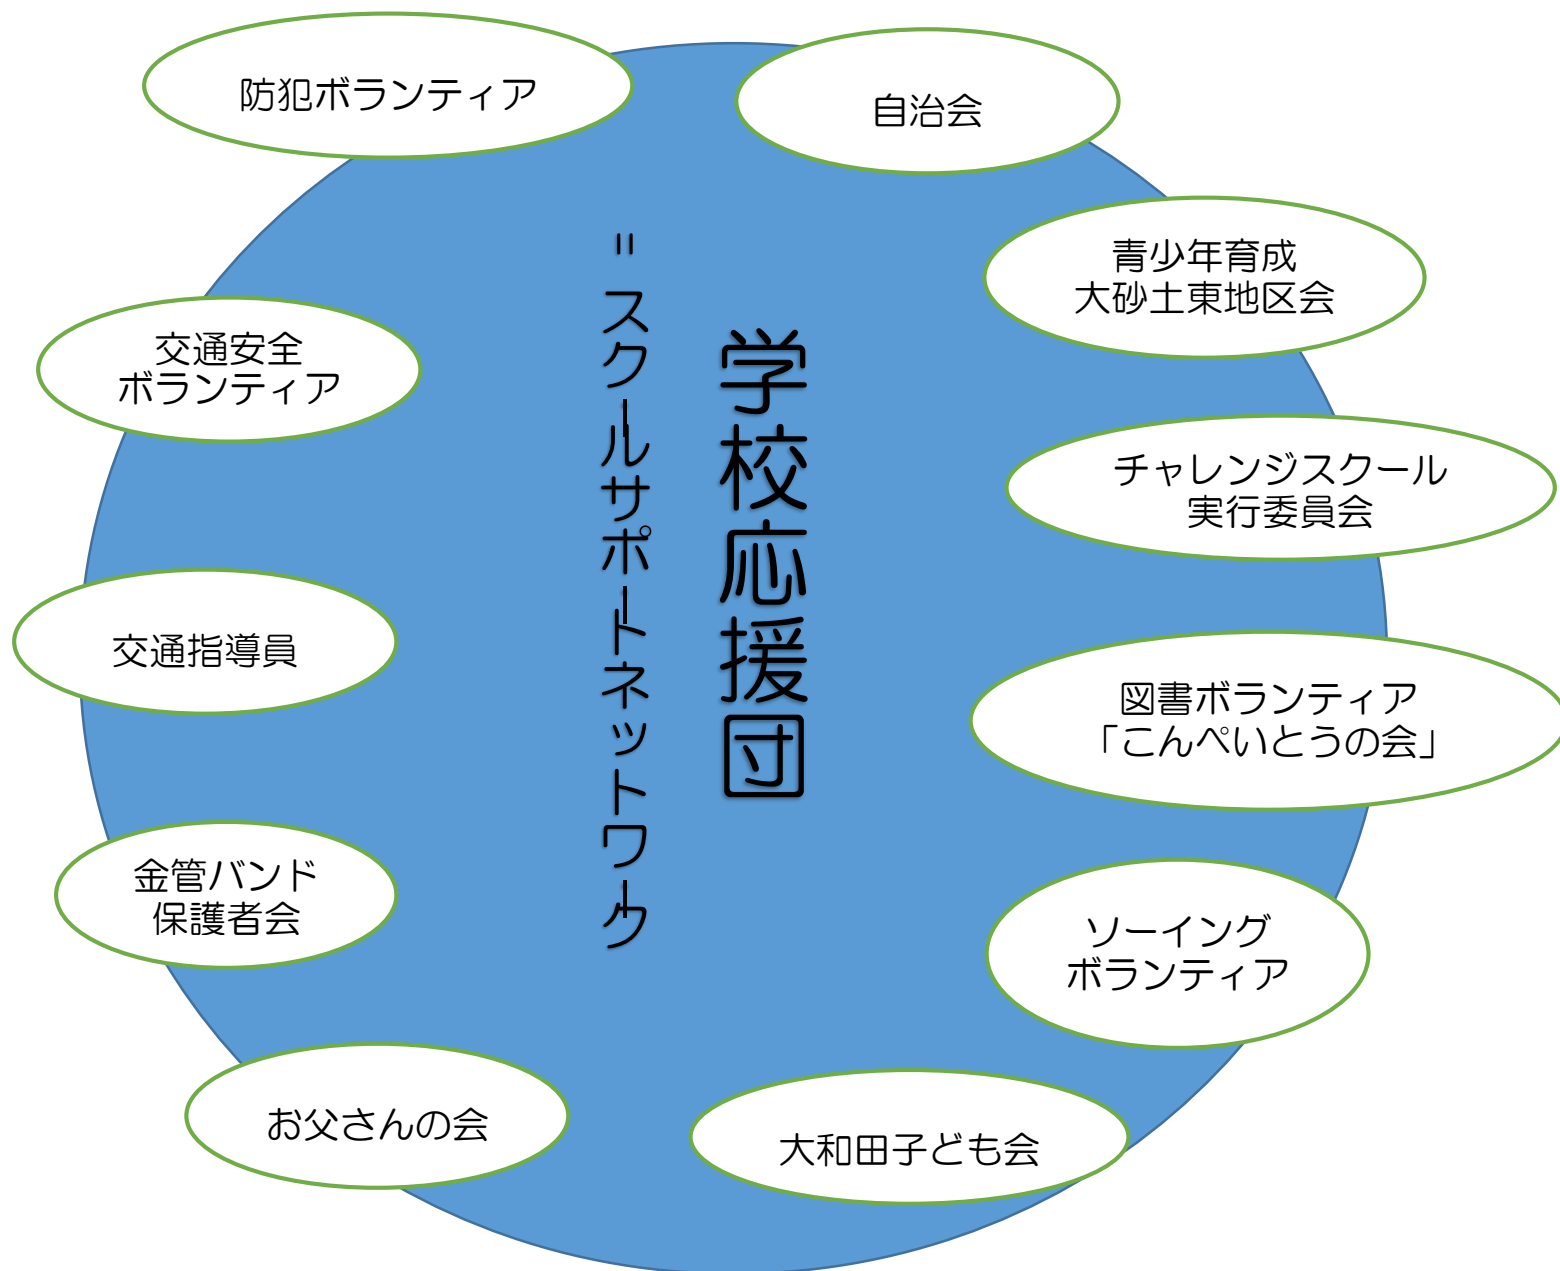 防犯ボランティア
自治会
青少年育成
大砂土東地区会
交通安全
ボランティア
チャレンジスクール
実行委員会
学校応援団
＝スクールサポートネットワーク
交通指導員
図書ボランティア
「こんぺいとうの会」
金管バンド
保護者会
ソーイング
ボランティア
お父さんの会
大和田子ども会